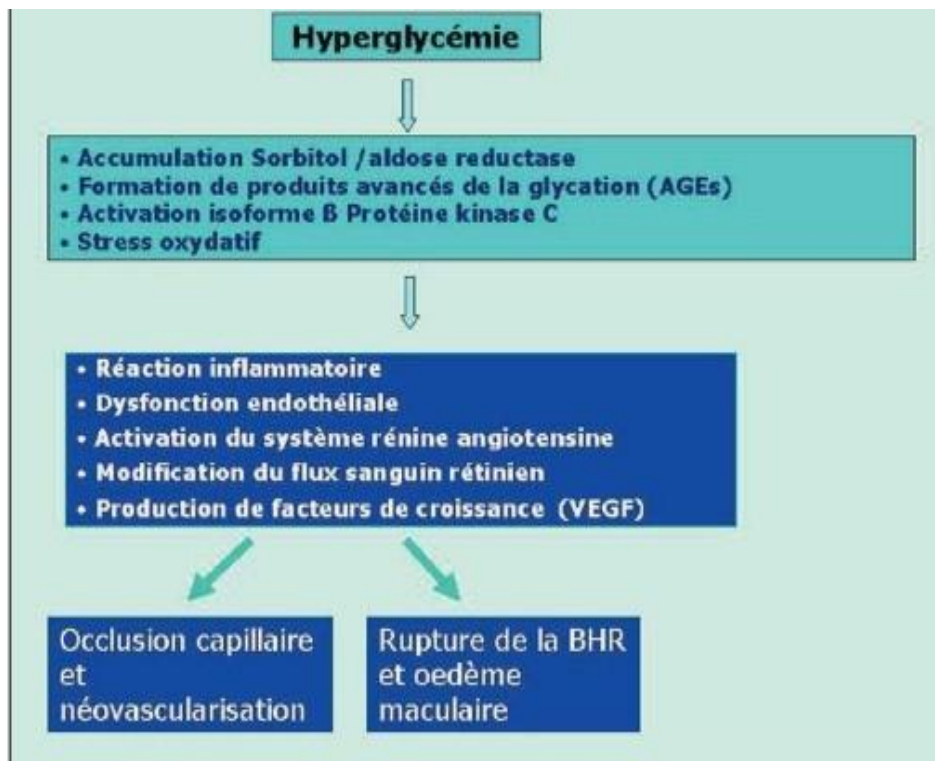 Hyperglycémie
• Accumulation Sorbitol /aldose reductase
• Formation de produits avancés de la glycation (AGEs)
• Activation isoforme ß Protéine kinase C
• Stress oxydatif
• Réaction inflammatoire
• Dysfonction endothéliale
• Activation du système rénine angiotensine
• Modification du flux sanguin rétinien
• Production de facteurs de croissance (VEGF)
Occlusion capillaire
et
néovascularisation
Rupture de la BHR
et oedème
maculaire